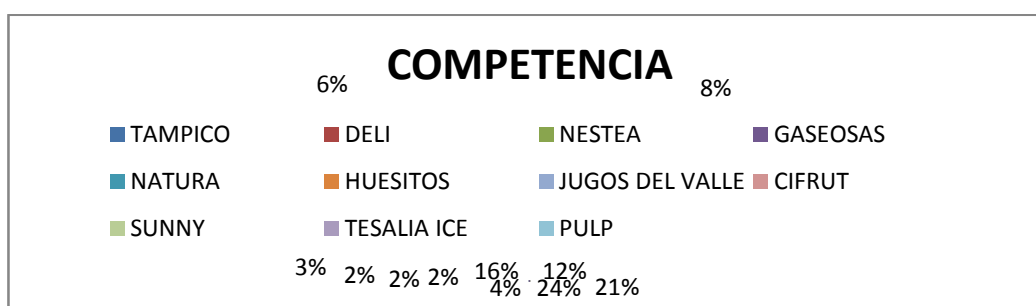 COMPETENCIA
6% 8%
TAMPICO DELI NESTEA GASEOSAS
NATURA HUESITOS JUGOS DEL VALLE CIFRUT
SUNNY TESALIA ICE PULP
3% 2% 2% 2% 16% 12%
4% 24% 21%